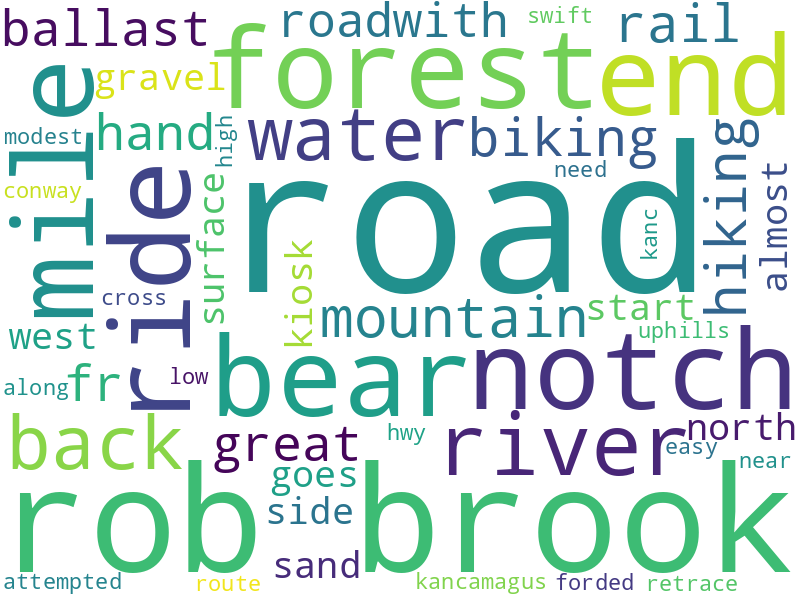 ballast roadwith swift rail
gravel forest end
modest mile hand high water biking need hiking almost
conway ride surface road kanc
cross kiosk mountain start
west uphills
low bear notch
along fr
back great hwy river north
goes easy near
rob side brook
sand
attempted route kancamagus forded retrace